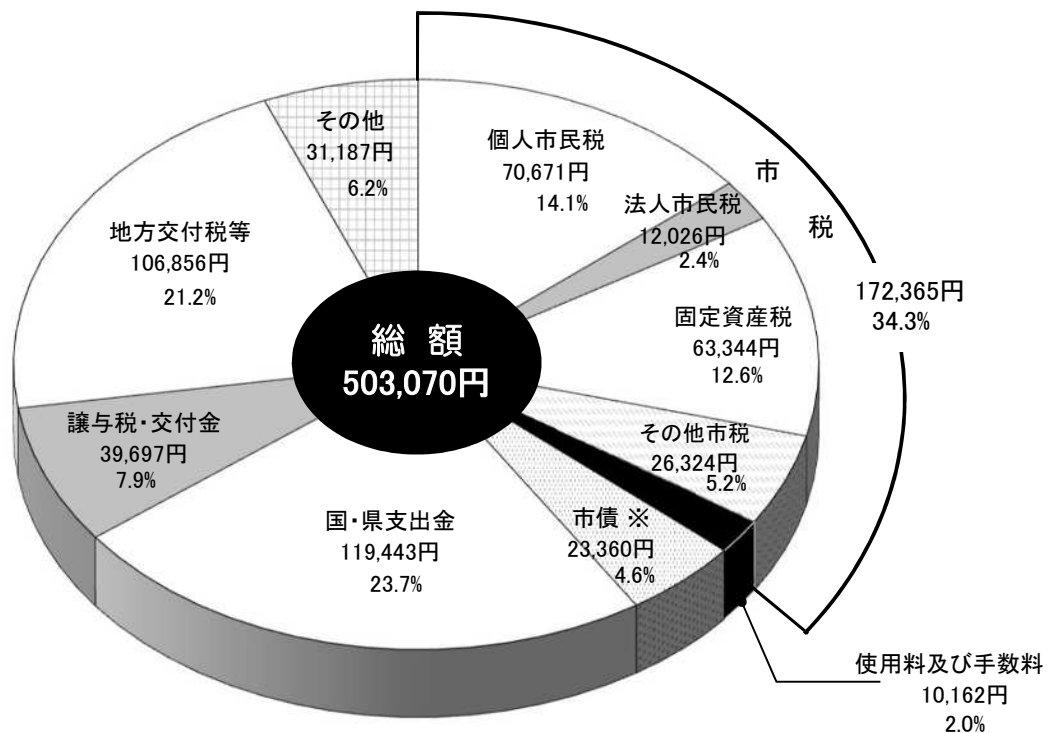 総 額
503,070円
個人市民税
70,671円
14.1%
法人市民税
12,026円
2.4%
固定資産税
63,344円
12.6%
その他市税
26,324円
5.2%
市
税
172,365円
34.3%
使用料及び手数料
10,162円
2.0%
市債 ※
23,360円
4.6%
国・県支出金
119,443円
23.7%
譲与税・交付金
39,697円
7.9%
地方交付税等
106,856円
21.2%
その他
31,187円
6.2%